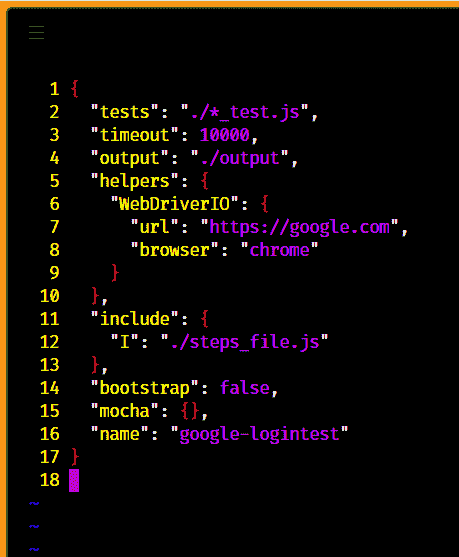 1 {
2   "tests": "./*_test.js",
3   "timeout": 10000,
4   "output": "./output",
5   "helpers": {
6     "WebDriverIO": {
7       "url": "https://google.com",
8       "browser": "chrome"
9     }
10   },
11   "include": {
12     "I": "./steps_file.js"
13   },
14   "bootstrap": false,
15   "mocha": {},
16   "name": "google-logintest"
17 }
18
~
~
~